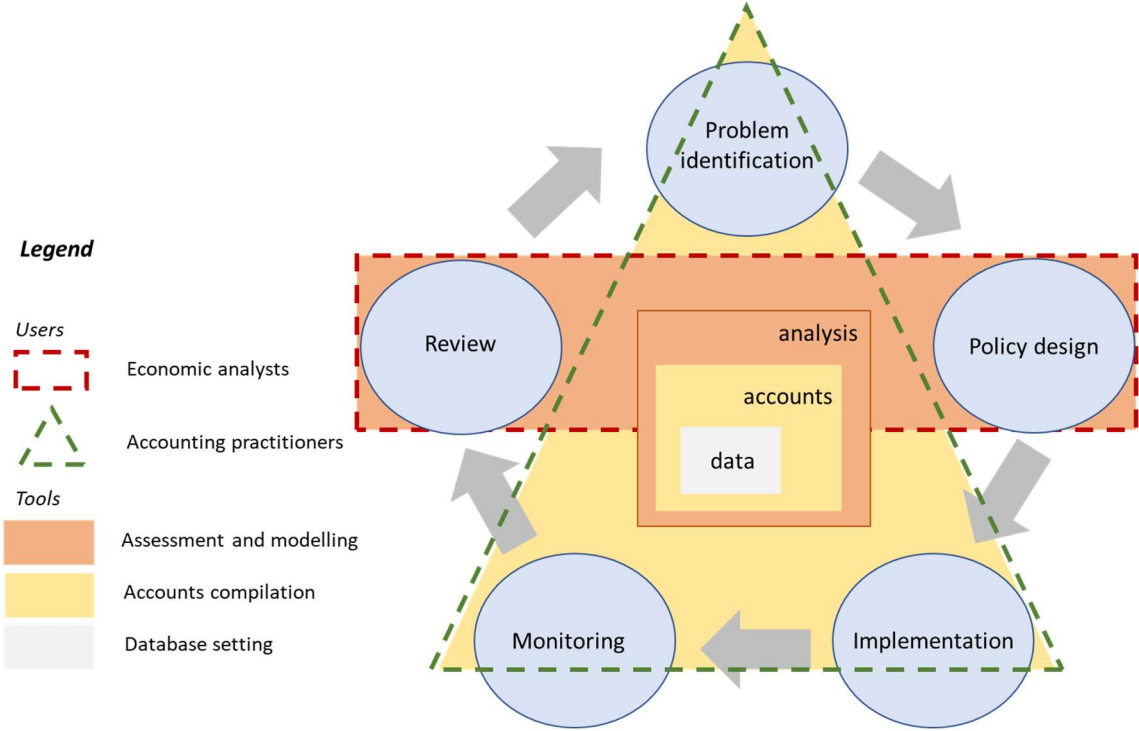 Problem
identification
Legend
Users
Economic analysts
Accounting practitioners
Tools
Assessment and modelling
Accounts compilation
Database setting
Review
analysis
accounts
data
Policy design
Monitoring
Implementation